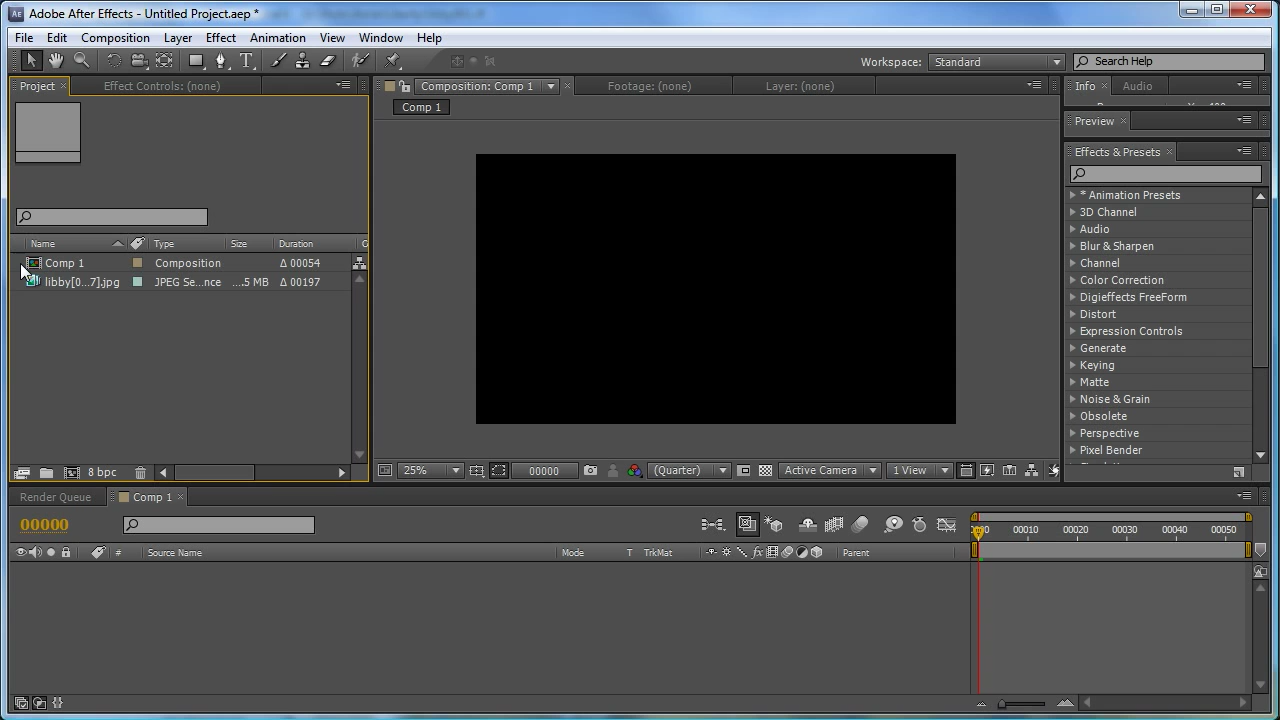 Adobe After Effects - Untitled Project.aep *
File Edit Composition Layer Effect Animation View Window Help
Workspace: Standard Search Help
Project Effect Controls: (none) Composition: Comp 1 Footage: (none) Layer: (none) Info Audio
Comp 1
Preview
Effects & Presets
* Animation Presets
3D Channel
Audio
Blur & Sharpen
Channel
Color Correction
Digieffects FreeForm
Distort
Expression Controls
Generate
Keying
Matte
Noise & Grain
Obsolete
Perspective
Pixel Bender
Name Type Size Duration
Comp 1 Composition Δ 00054
libby[0...7].jpg JPEG Se...nce ....5 MB Δ 00197
8 bpc
25% 00000 (Quarter) Active Camera 1 View
Render Queue Comp 1
00000
00010 00020 00030 00040 00050
# Source Name Mode T TrkMat fx Parent